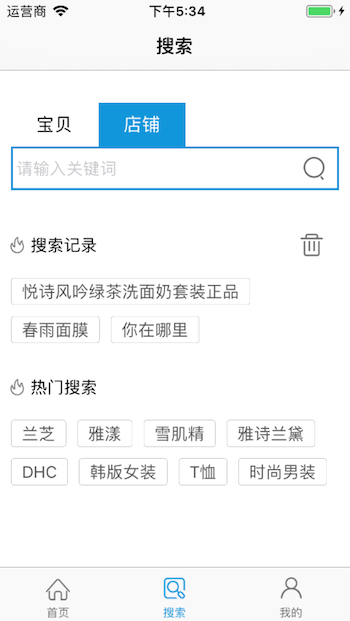 运营商 下午5:34
搜索
宝贝 店铺
请输入关键词
搜索记录
悦诗风吟绿茶洗面奶套装正品
春雨面膜 你在哪里
热门搜索
兰芝 雅漾 雪肌精 雅诗兰黛
DHC 韩版女装 T恤 时尚男装
首页 搜索 我的